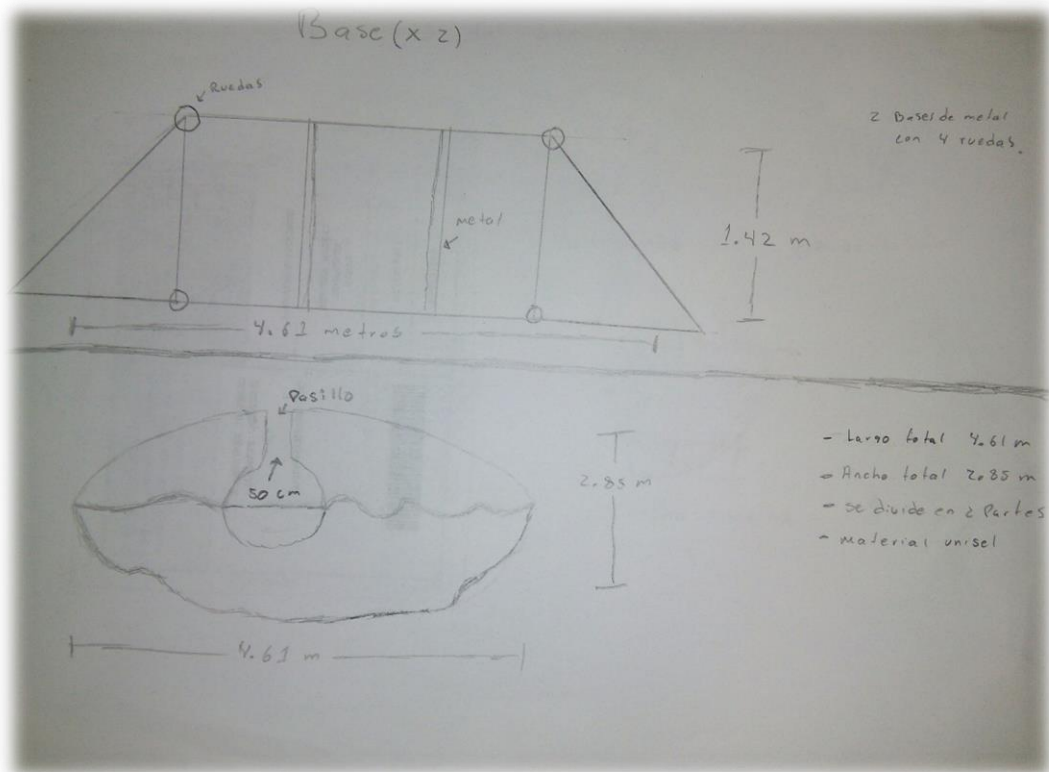 Base (x 2)
Ruedas
2 Bases de metal
con 4 ruedas.
metal
1.42 m
4.61 metros
Pasillo
50 cm
2.85 m
- Largo total 4.61 m
- Ancho total 2.85 m
- se divide en 2 Partes
- material unisel
4.61 m